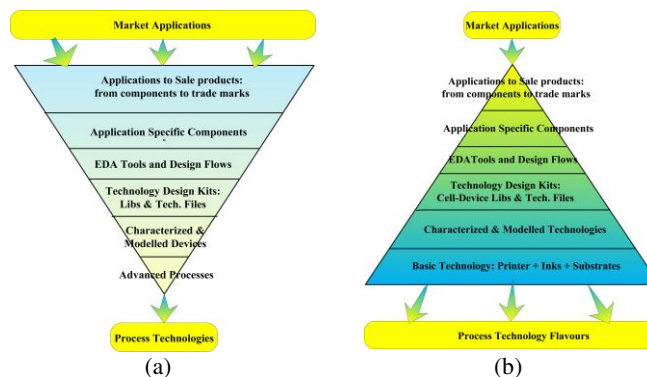 Market Applications
Applications to Sale products:
from components to trade marks
Application Specific Components
EDA Tools and Design Flows
Technology Design Kits:
Libs & Tech. Files
Characterized &
Modelled Devices
Advanced Processes
Process Technologies
(a)
Market Applications
Applications to Sale products:
from components to trade marks
Application Specific Components
EDATools and Design Flows
Technology Design Kits:
Cell-Device Libs & Tech. Files
Characterized & Modelled Technologies
Basic Technology: Printer + Inks + Substrates
Process Technology Flavours
(b)